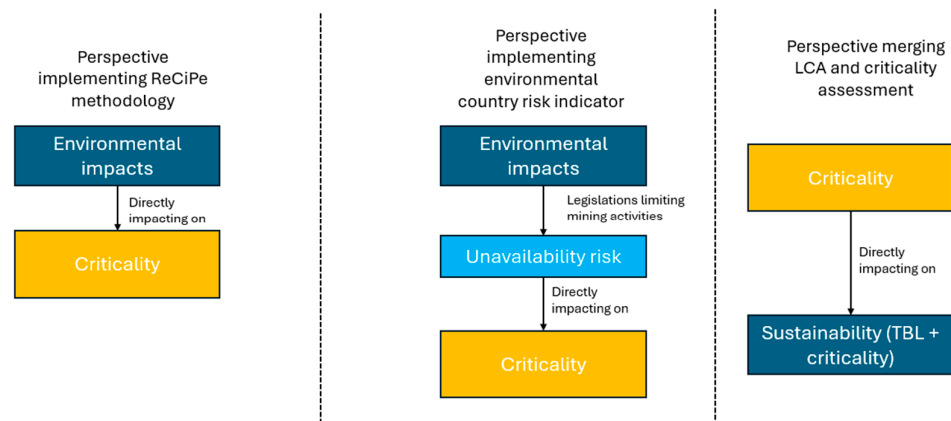 Perspective
implementing ReCiPe
methodology
Environmental
impacts
Directly
impacting on
Criticality
Perspective
implementing
environmental
country risk indicator
Environmental
impacts
Legislations limiting
mining activities
Unavailability risk
Directly
impacting on
Criticality
Perspective merging
LCA and criticality
assessment
Criticality
Directly
impacting on
Sustainability (TBL +
criticality)